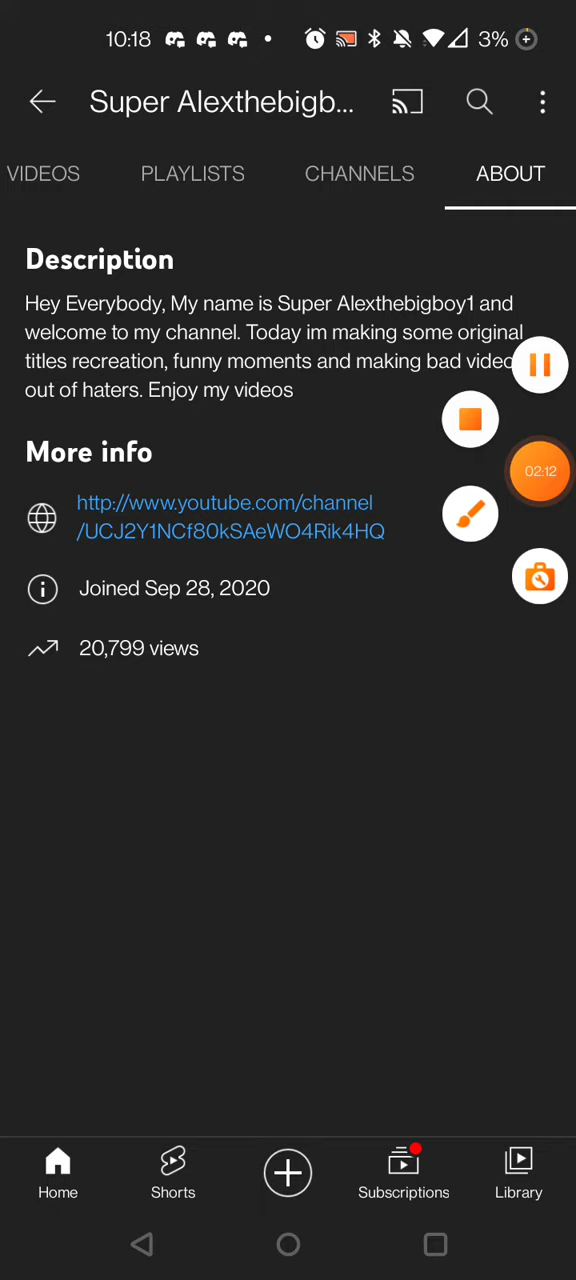 10:18
3%
Super Alexthebigb...
VIDEOS PLAYLISTS CHANNELS ABOUT
Description
Hey Everybody, My name is Super Alexthebigboy1 and
welcome to my channel. Today im making some original
titles recreation, funny moments and making bad video
out of haters. Enjoy my videos
More info
http://www.youtube.com/channel
/UCJ2Y1NCf80kSAeWO4Rik4HQ
02:12
Joined Sep 28, 2020
20,799 views
Home Shorts Subscriptions Library